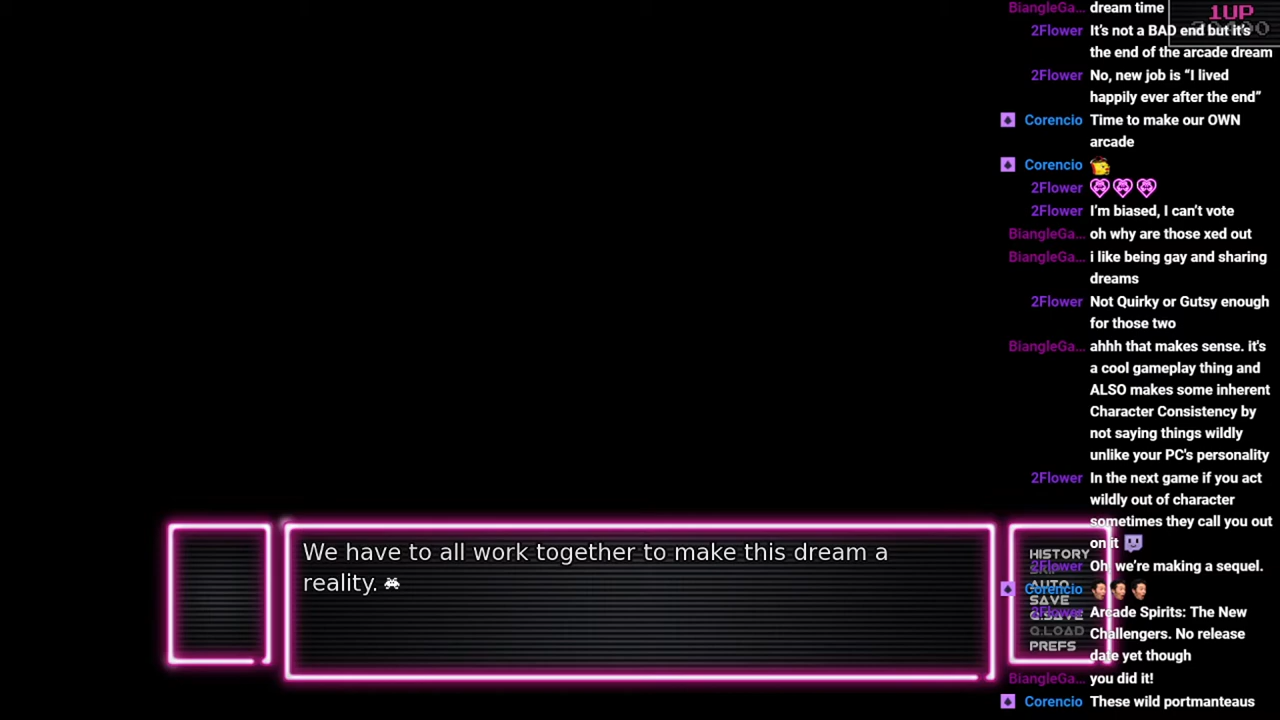 BiangleGa... dream time
1UP
2Flower It's not a BAD end but it's
the end of the arcade dream
2Flower No, new job is “I lived
happily ever after the end”
Corencio Time to make our OWN
arcade
Corencio
2Flower
2Flower I'm biased, I can't vote
BiangleGa... oh why are those xed out
BiangleGa... i like being gay and sharing
dreams
2Flower Not Quirky or Gutsy enough
for those two
BiangleGa... ahhh that makes sense. it's
a cool gameplay thing and
ALSO makes some inherent
Character Consistency by
not saying things wildly
unlike your PC's personality
2Flower In the next game if you act
wildly out of character
sometimes they call you out
on it
2Flower Oh, we're making a sequel.
Corencio
2Flower Arcade Spirits: The New
Challengers. No release
date yet though
BiangleGa... you did it!
Corencio These wild portmanteaus
We have to all work together to make this dream a
reality.
HISTORY
SKIP
AUTO
SAVE
Q.SAVE
Q.LOAD
PREFS